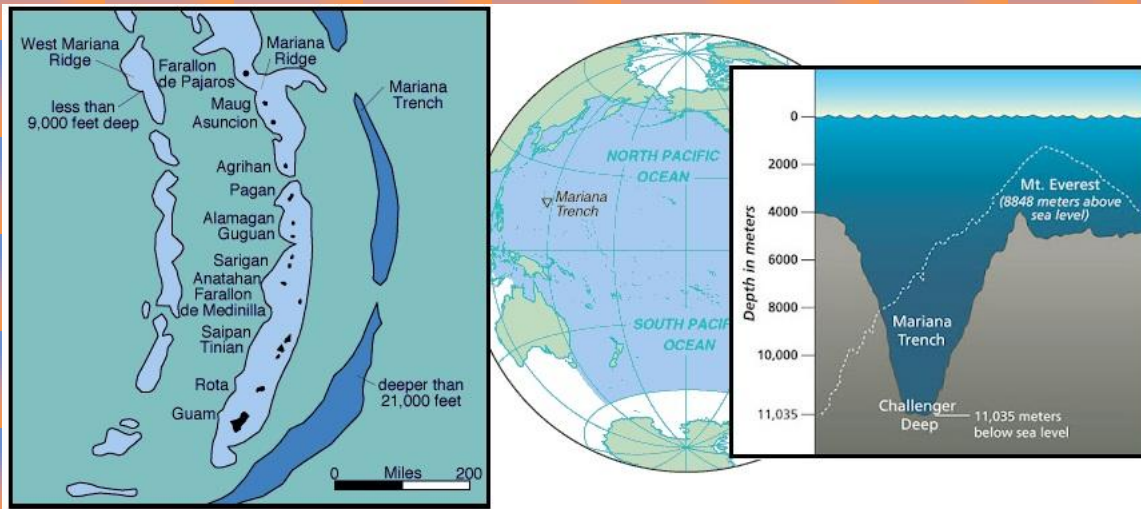 West Mariana
Ridge
less than
9,000 feet deep
Farallon
de Pajaros
Mariana
Ridge
Maug
Asuncion
Agrihan
Pagan
Alamagan
Guguan
Sarigan
Anatahan
Farallon
de Medinilla
Saipan
Tinian
Rota
Guam
Mariana
Trench
deeper than
21,000 feet
0 Miles 200
NORTH PACIFIC
OCEAN
Mariana
Trench
SOUTH PACIF
OCEAN
Depth in meters
0
2000
4000
6000
8000
10,000
11,035
Mt. Everest
(8848 meters above
sea level)
Mariana
Trench
Challenger
Deep
11,035 meters
below sea level